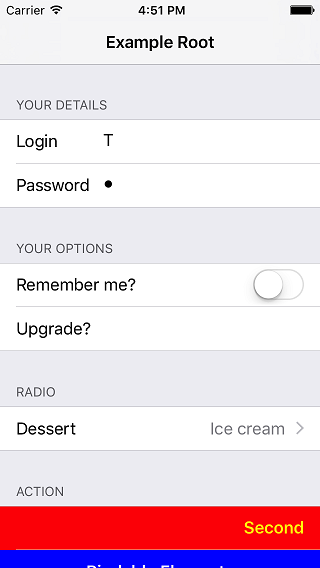 Carrier 4:51 PM
Example Root
YOUR DETAILS
Login T
Password •
YOUR OPTIONS
Remember me?
Upgrade?
RADIO
Dessert Ice cream
ACTION
Second